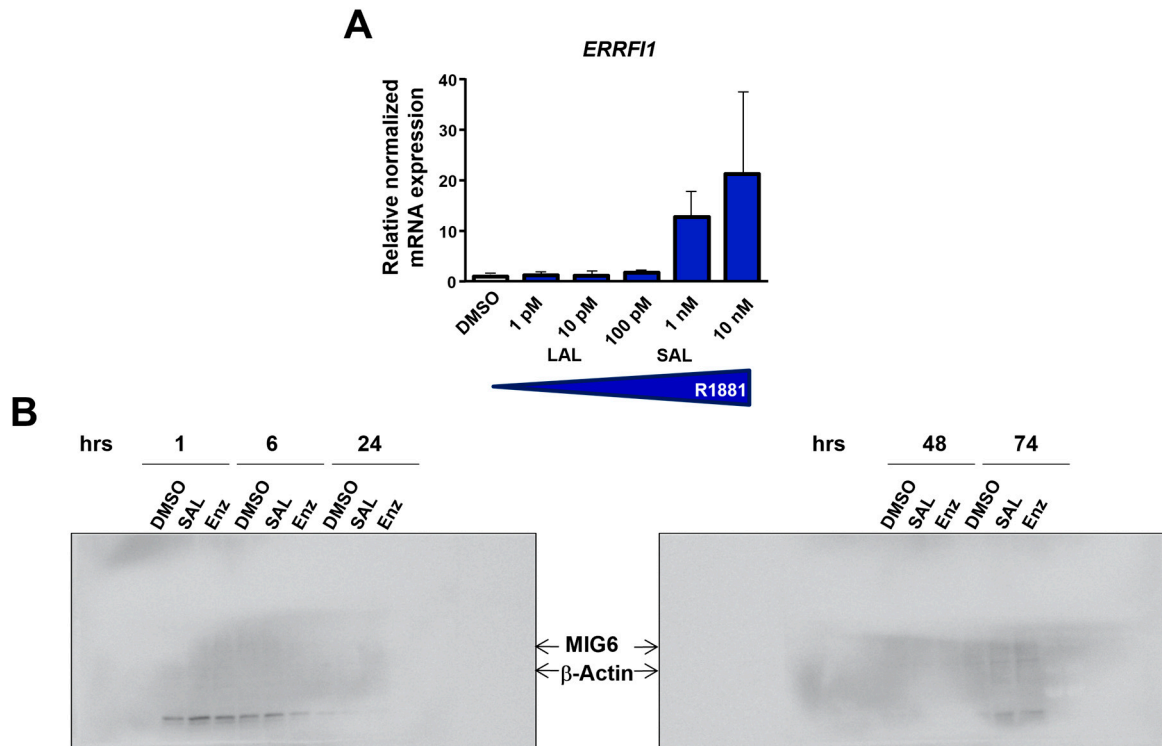 A
ERRFI1
Relative normalized
mRNA expression
40
30
20
10
0
DMSO
1 pM
10 pM
100 pM
1 nM
10 nM
LAL SAL
R1881
B
hrs 1 6 24
DMSO SAL Enz DMSO SAL Enz DMSO SAL Enz
hrs 48 74
DMSO SAL Enz DMSO SAL Enz
MIG6
β-Actin